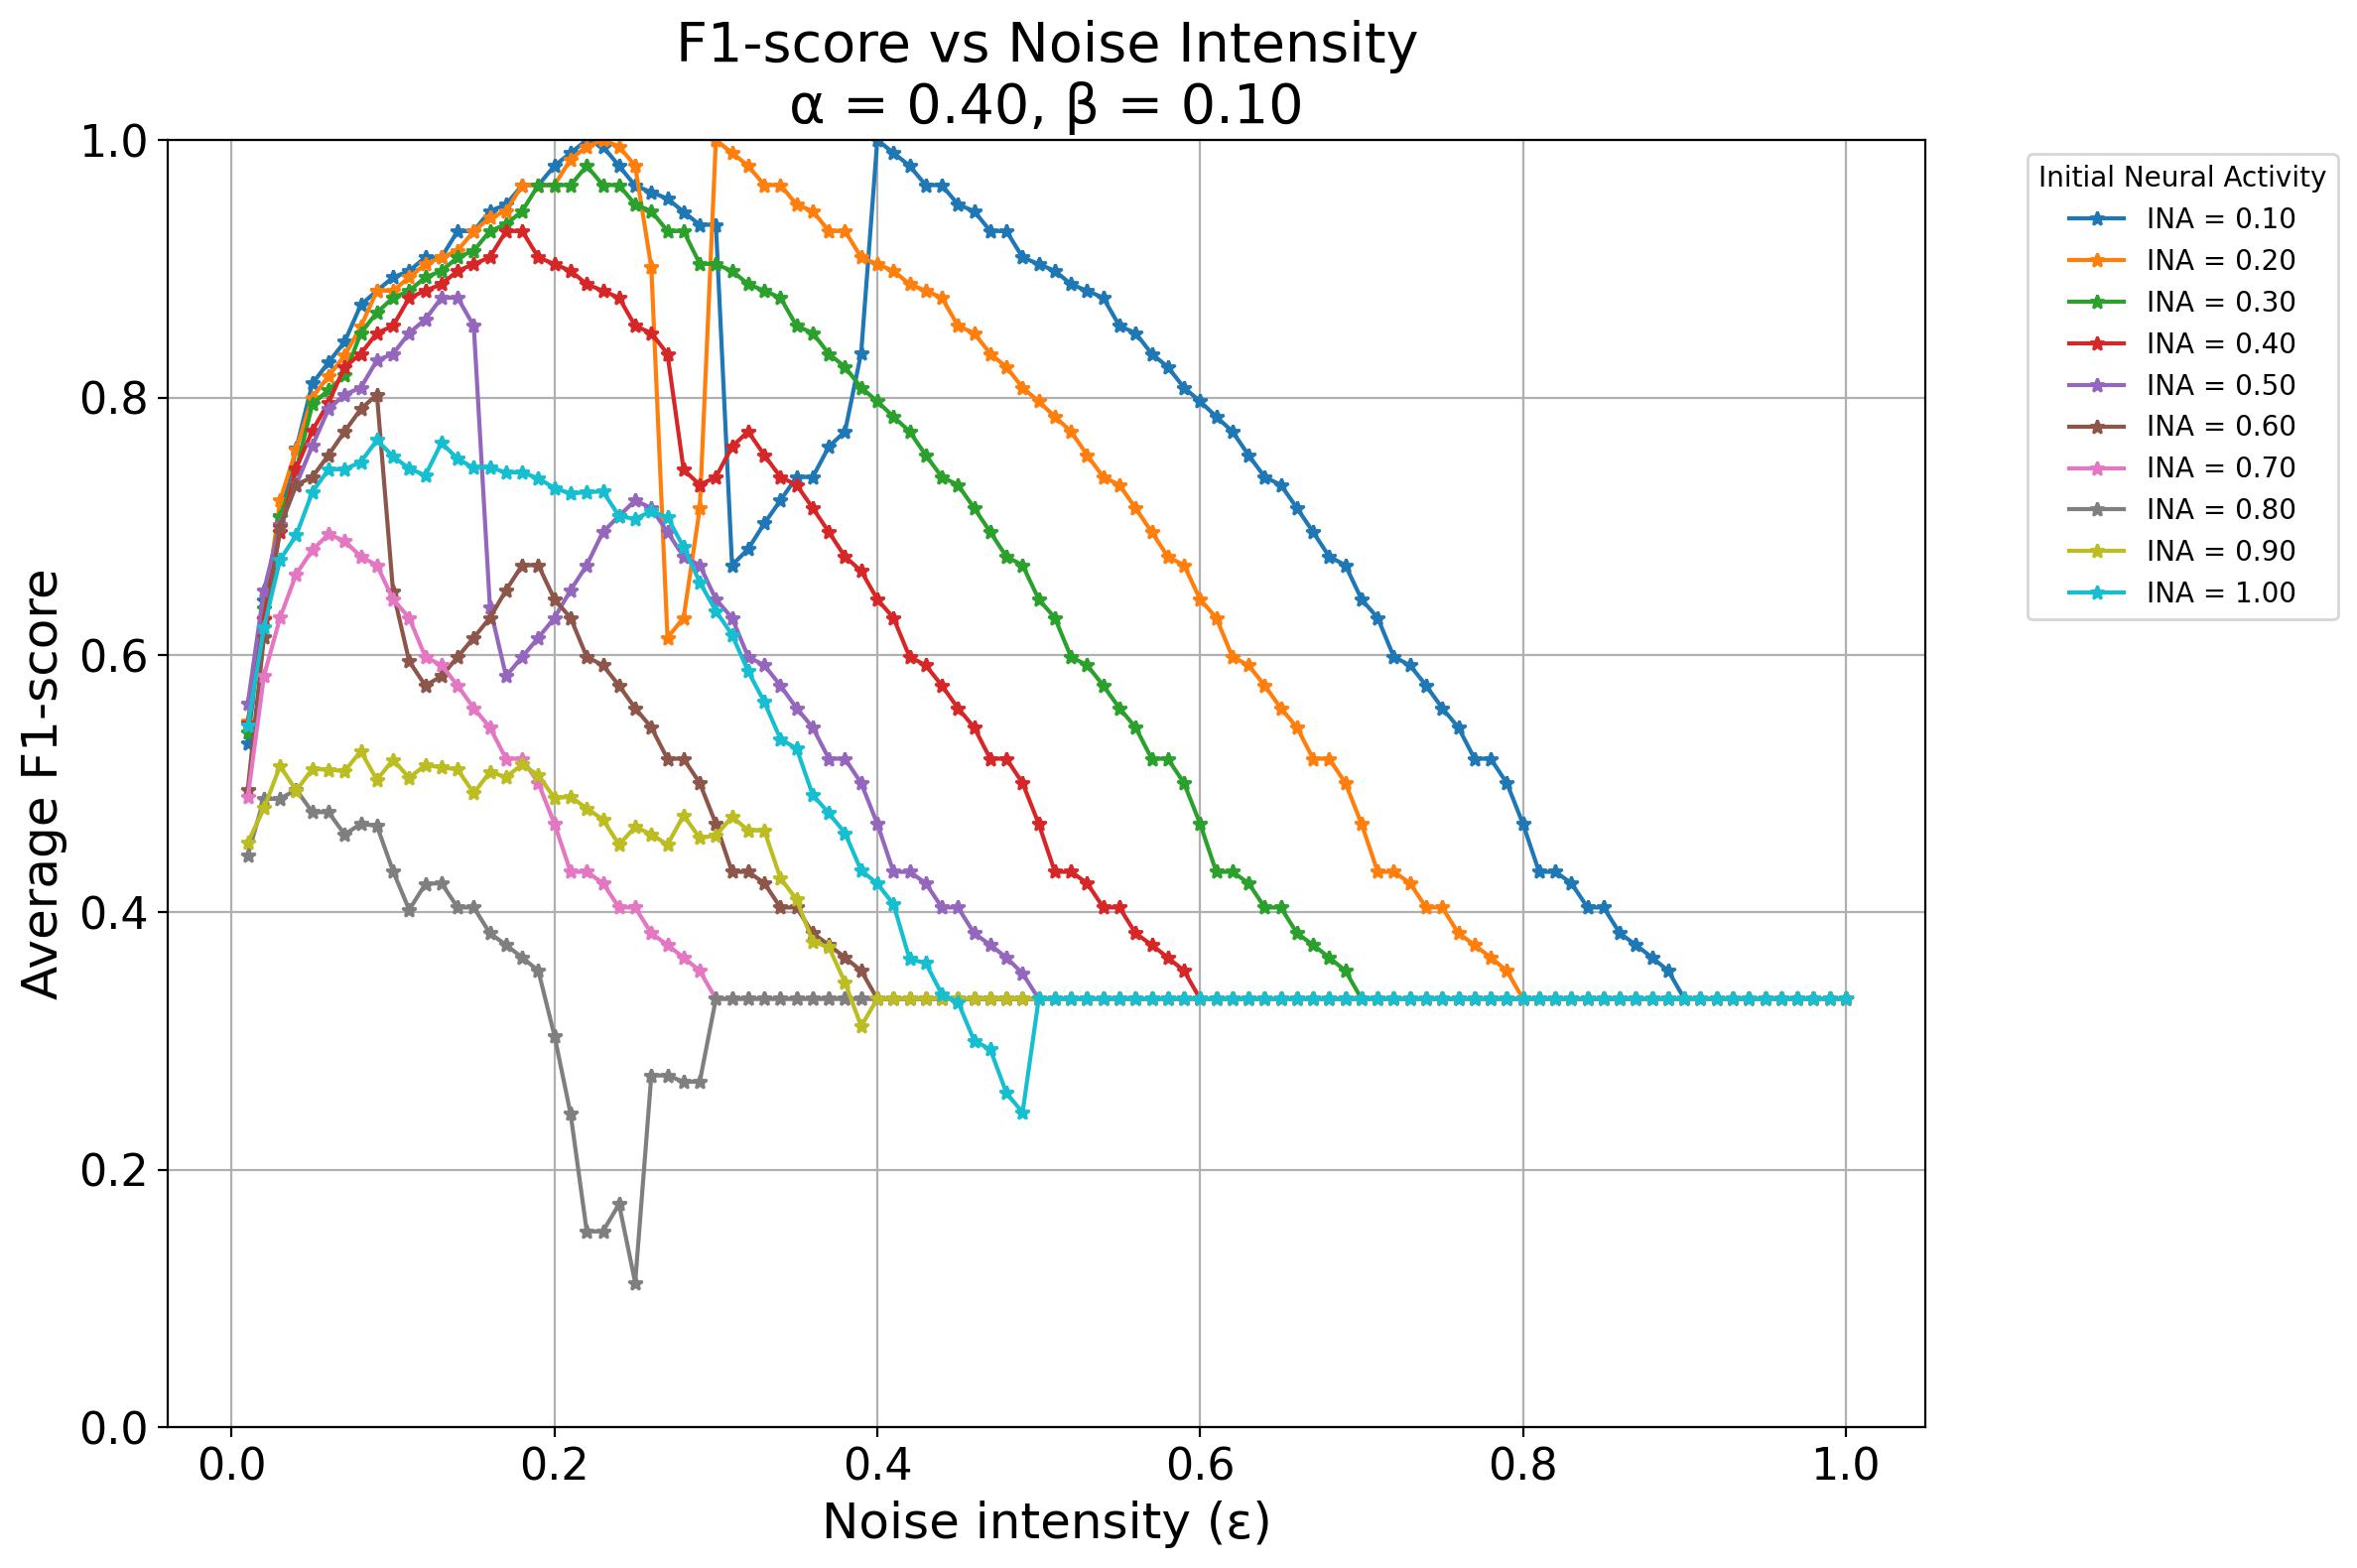 F1-score vs Noise Intensity
α = 0.40, β = 0.10
Average F1-score
1.0
0.8
0.6
0.4
0.2
0.0
0.0 0.2 0.4 0.6 0.8 1.0
Noise intensity (ε)
Initial Neural Activity
INA = 0.10
INA = 0.20
INA = 0.30
INA = 0.40
INA = 0.50
INA = 0.60
INA = 0.70
INA = 0.80
INA = 0.90
INA = 1.00